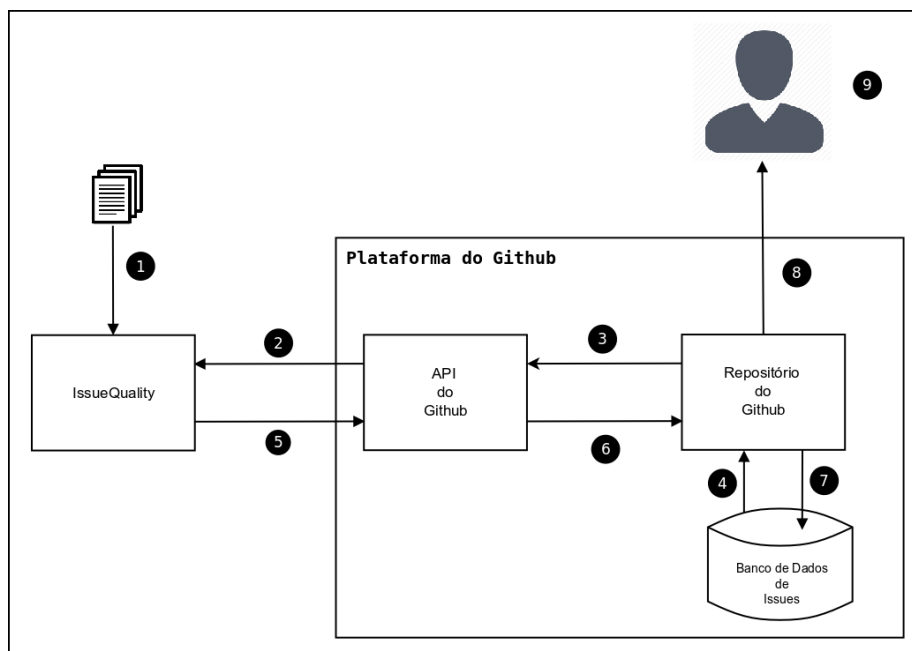 9
1
Plataforma do Github
8
2
3
IssueQuality
API
do
Github
Repositório
do
Github
5
6
4
7
Banco de Dados
de
Issues